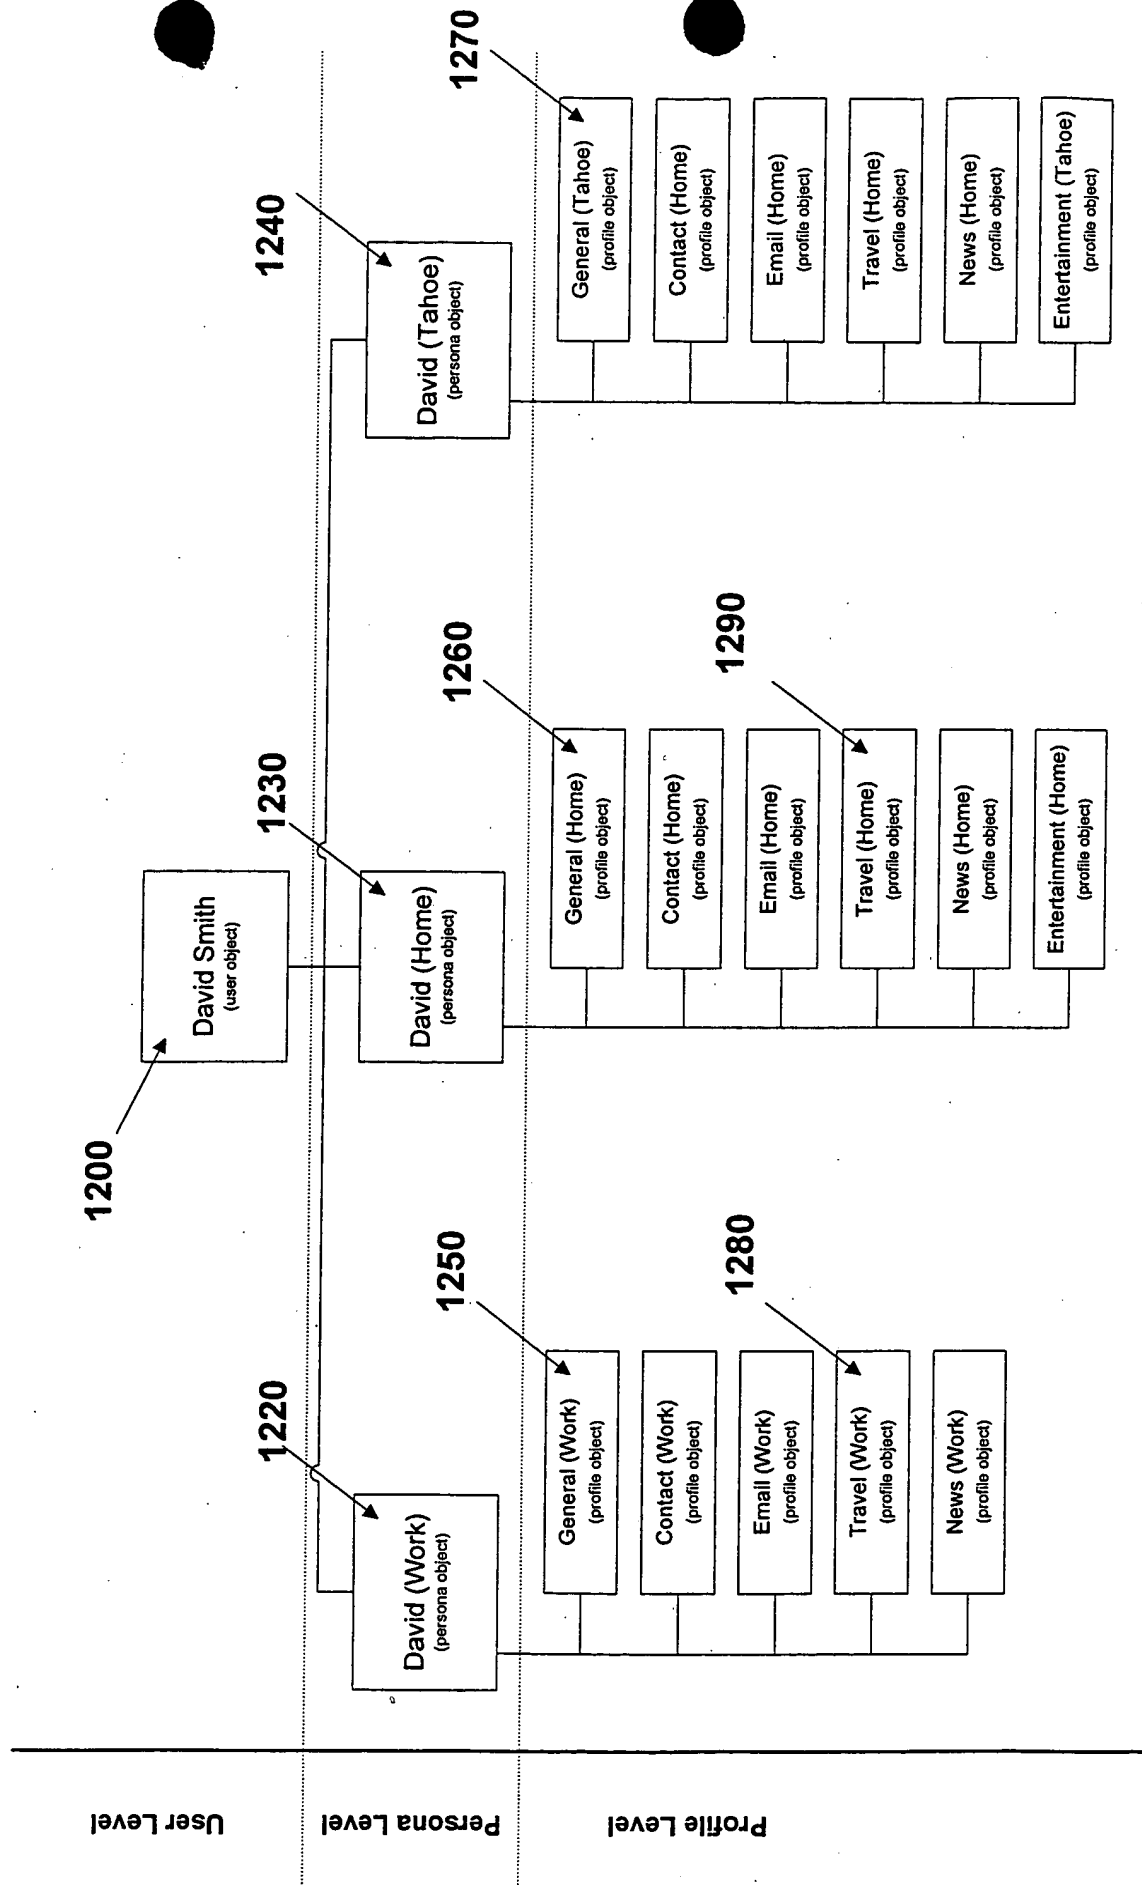 User Level
1200
David Smith
(user object)
Persona Level
1220
David (Work)
(persona object)
1230
David (Home)
(persona object)
1240
David (Tahoe)
(persona object)
Profile Level
1250
General (Work)
(profile object)
Contact (Work)
(profile object)
Email (Work)
(profile object)
1280
Travel (Work)
(profile object)
News (Work)
(profile object)
1260
General (Home)
(profile object)
Contact (Home)
(profile object)
Email (Home)
(profile object)
1290
Travel (Home)
(profile object)
News (Home)
(profile object)
Entertainment (Home)
(profile object)
1270
General (Tahoe)
(profile object)
Contact (Home)
(profile object)
Email (Home)
(profile object)
Travel (Home)
(profile object)
News (Home)
(profile object)
Entertainment (Tahoe)
(profile object)